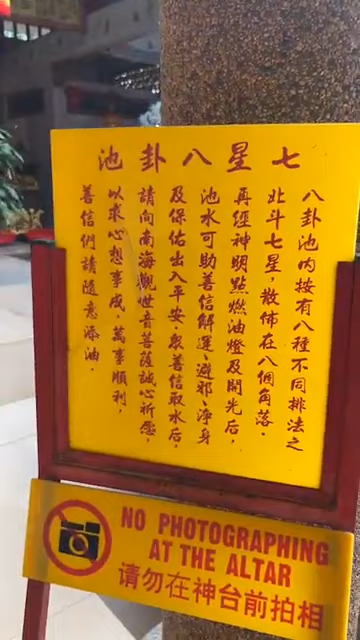 七星八卦池
八卦池內按有八種不同排法之
北斗七星，散佈在八個角落。
再經神明點燃油燈及開光后，
池水可助善信解運、避邪、淨身
及保佑出入平安。與善信取水后，
請向南海觀世音菩薩誠心祈愿，
以求心想事成，萬事順利，
善信們請隨意添油。
NO PHOTOGRAPHING
AT THE ALTAR
请勿在神台前拍相